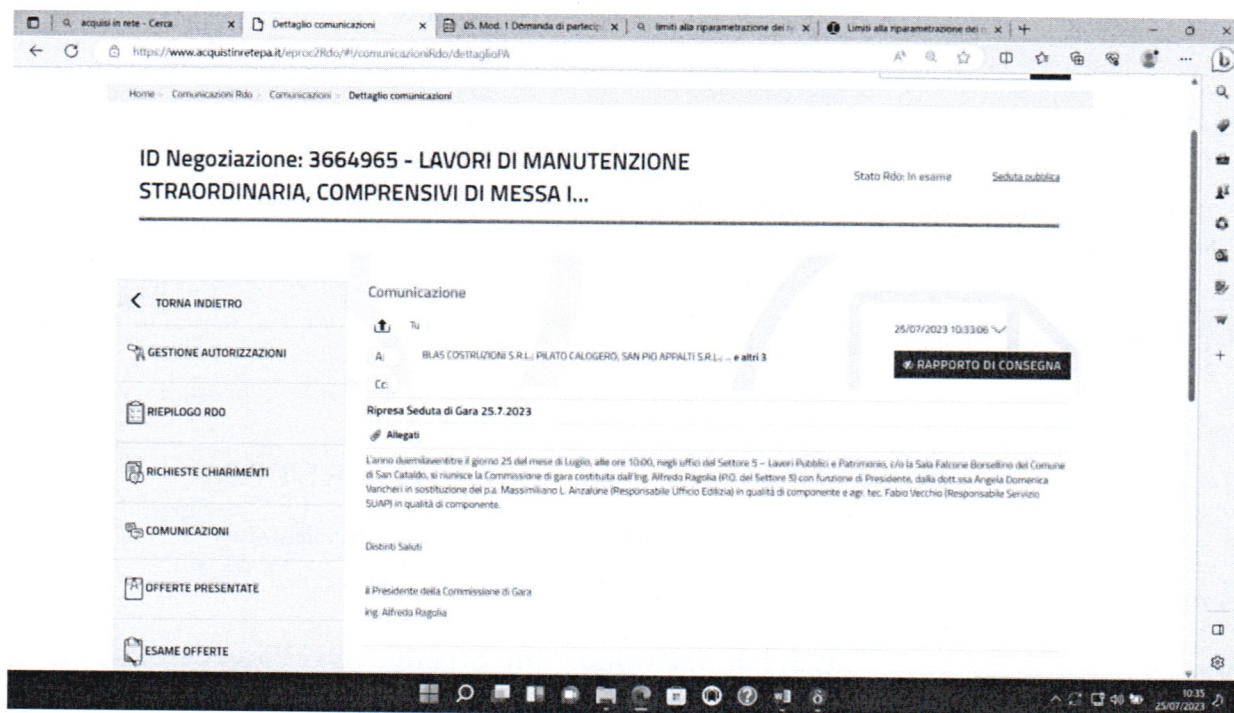 acquisi in rete - Cerca
Dettaglio comunicazioni
05. Mod. 1 Domanda di partecip
limiti alla riparametrazione dei
Limiti alla riparametrazione dei
https://www.acquistinretepa.it/eproc2Rdo/#!/comunicazioniRdo/dettaglioPA
Home Comunicazioni Rdo Comunicazioni Dettaglio comunicazioni
ID Negoziazione: 3664965 - LAVORI DI MANUTENZIONE
STRAORDINARIA, COMPRENSIVI DI MESSA I...
Stato Rdo: In esame
Seduta pubblica
TORNA INDIETRO
GESTIONE AUTORIZZAZIONI
RIEPILOGO RDO
RICHIESTE CHIARIMENTI
COMUNICAZIONI
OFFERTE PRESENTATE
ESAME OFFERTE
Comunicazione
Tu
25/07/2023 10:33:06
A: BLAS COSTRUZIONI S.R.L.; PILATO CALOGERO, SAN PIO APPALTI S.R.L.; ... e altri 3
RAPPORTO DI CONSEGNA
Cc:
Ripresa Seduta di Gara 25.7.2023
Allegati
L'anno duemilaventitre il giorno 25 del mese di Luglio, alle ore 10:00, negli uffici del Settore 5 – Lavori Pubblici e Patrimonio, c/o la Sala Falcone Borsellino del Comune
di San Cataldo, si riunisce la Commissione di gara costituita dall'ing. Alfredo Ragolia (P.O. del Settore 5) con funzione di Presidente, dalla dott.ssa Angela Domenica
Vancheri in sostituzione del p.a. Massimiliano L. Anzalone (Responsabile Ufficio Edilizia) in qualità di componente e agr. tec. Fabio Vecchio (Responsabile Servizio
SUAP) in qualità di componente.
Distinti Saluti
il Presidente della Commissione di Gara
ing. Alfredo Ragolia
10:35
25/07/2023